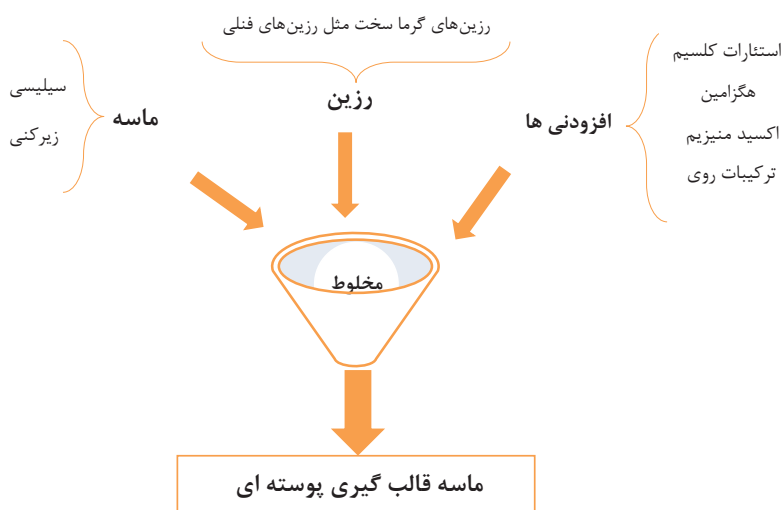 رزین‌های گرما سخت مثل رزین‌های فنلی
رزین
استئارات کلسیم
هگزامین
اکسید منیزیم
ترکیبات روی
افزودنی ها
ماسه
سیلیسی
زیرکنی
مخلوط
ماسه قالب گیری پوسته ای